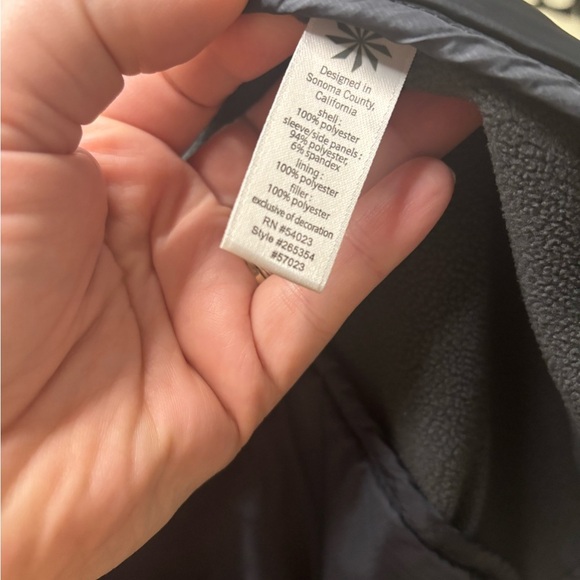 Designed in
Sonoma County,
California
shell :
100% polyester
sleeve/side panels :
94% polyester,
6% spandex
lining :
100% polyester
filler :
100% polyester
exclusive of decoration
RN #54023
Style #285354
#57023